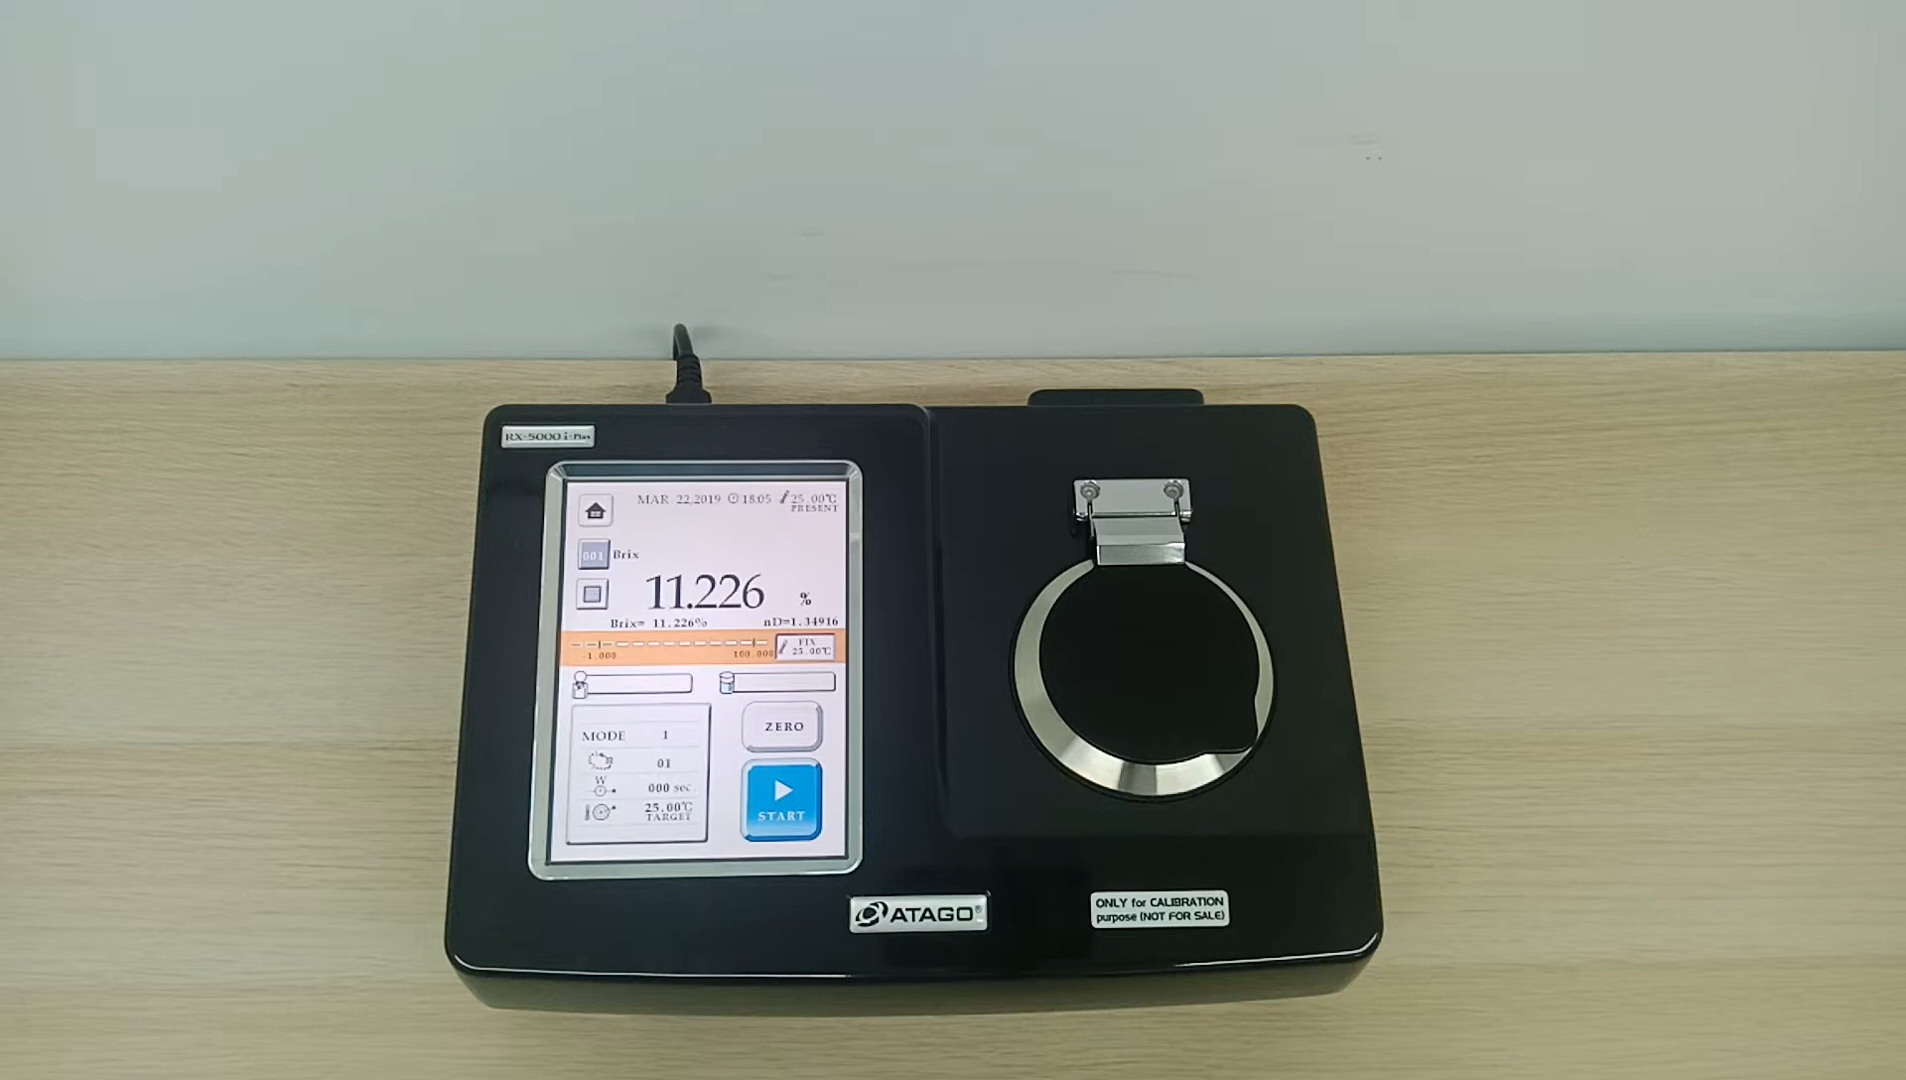 RX-5000 i-Plus
MAR 22,2019 18:05 25.00℃
PRESENT
001 Brix
11.226 %
Brix= 11.226% nD=1.34916
-1.000 100.000 FIX
25.00℃
MODE 1
01
W 000 sec
25.00℃
TARGET
ZERO
START
ATAGO®
ONLY for CALIBRATION
purpose (NOT FOR SALE)